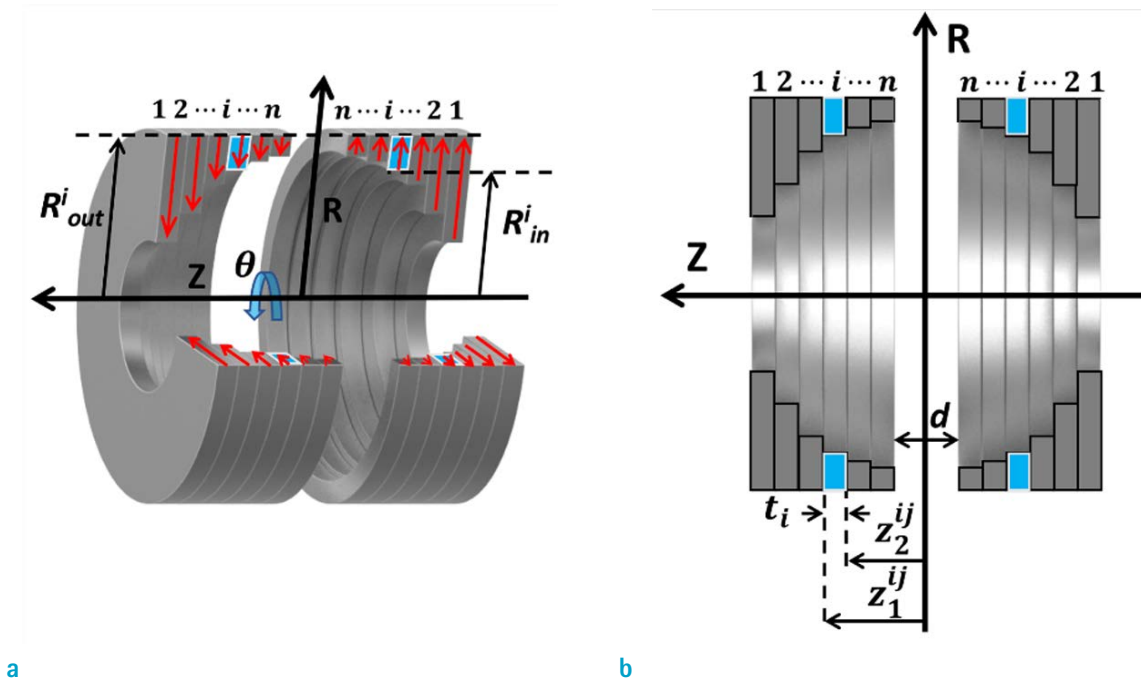 1 2 ⋯ i ⋯ n
n ⋯ i ⋯ 2 1
R^i_out
R
R^i_in
Z
θ
a
R
1 2 ⋯ i ⋯ n
n ⋯ i ⋯ 2 1
Z
d
t_i
z_2^{ij}
z_1^{ij}
b